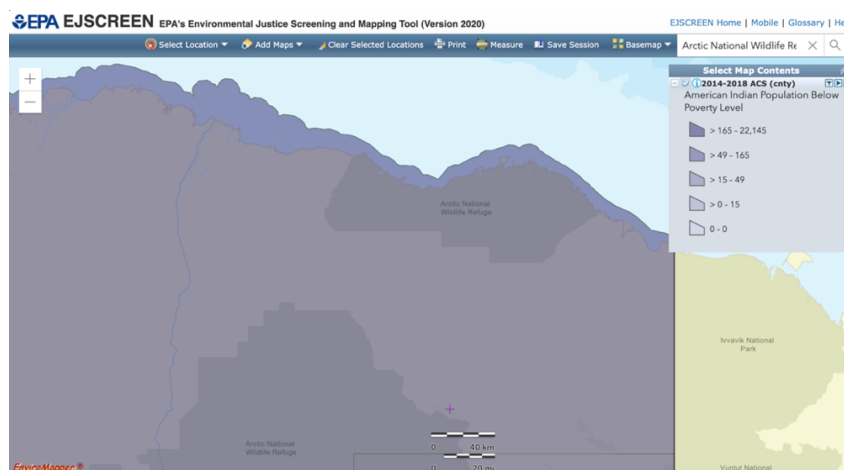 EPA EJSCREEN EPA's Environmental Justice Screening and Mapping Tool (Version 2020)
EJSCREEN Home | Mobile | Glossary | He
Select Location Add Maps Clear Selected Locations Print Measure Save Session Basemap Arctic National Wildlife Re
Select Map Contents
2014-2018 ACS (cnty)
American Indian Population Below
Poverty Level
> 165 - 22,145
> 49 - 165
> 15 - 49
> 0 - 15
0 - 0
Arctic National
Wildlife Refuge
Ivvavik National
Park
Arctic National
Wildlife Refuge
0 40 km
0 20 mi
Vuntut National
EnviroMapper®